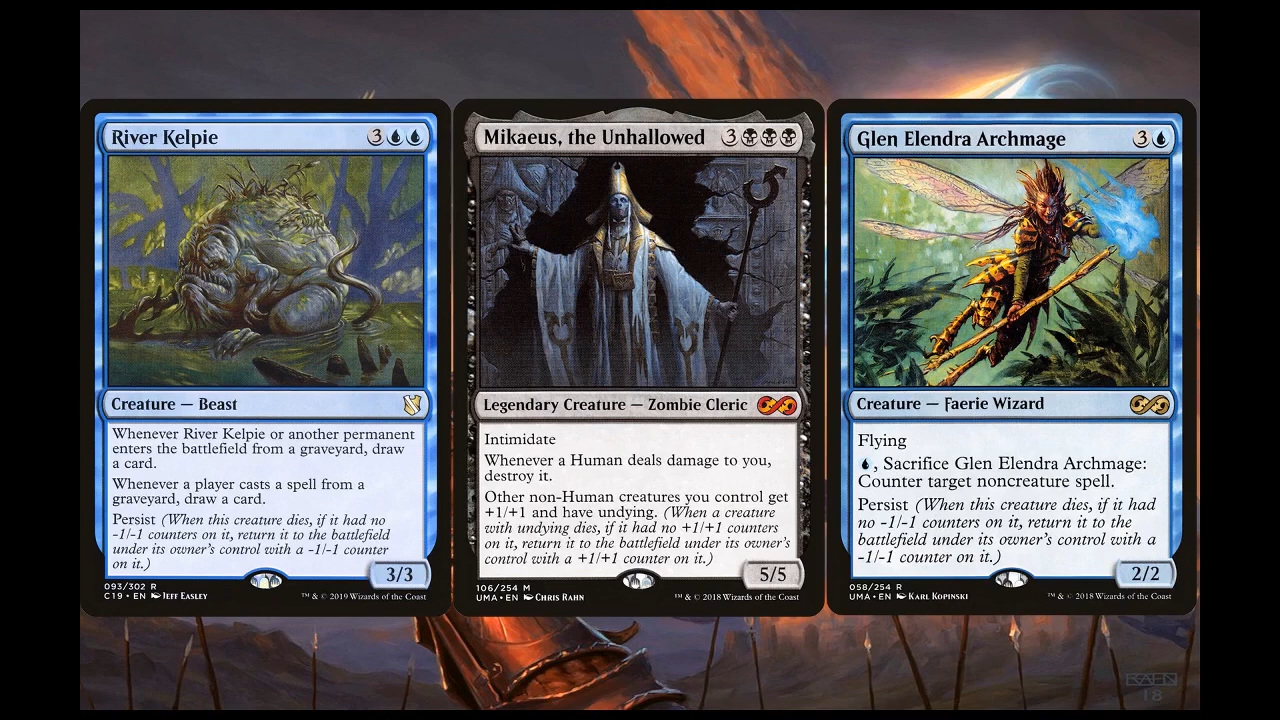 River Kelpie 3
Creature — Beast
Whenever River Kelpie or another permanent
enters the battlefield from a graveyard, draw
a card.
Whenever a player casts a spell from a
graveyard, draw a card.
Persist (When this creature dies, if it had no
-1/-1 counters on it, return it to the battlefield
under its owner's control with a -1/-1 counter
on it.)
3/3
093/302 R
C19 • EN JEFF EASLEY ™ & © 2019 Wizards of the Coast
Mikaeus, the Unhallowed 3
Legendary Creature — Zombie Cleric
Intimidate
Whenever a Human deals damage to you,
destroy it.
Other non-Human creatures you control get
+1/+1 and have undying. (When a creature
with undying dies, if it had no +1/+1 counters
on it, return it to the battlefield under its owner's
control with a +1/+1 counter on it.)
5/5
106/254 M
UMA • EN CHRIS RAHN ™ & © 2018 Wizards of the Coast
Glen Elendra Archmage 3
Creature — Faerie Wizard
Flying
, Sacrifice Glen Elendra Archmage:
Counter target noncreature spell.
Persist (When this creature dies, if it had
no -1/-1 counters on it, return it to the
battlefield under its owner's control with a
-1/-1 counter on it.)
2/2
058/254 R
UMA • EN KARL KOPINSKI ™ & © 2018 Wizards of the Coast
RAHN
18